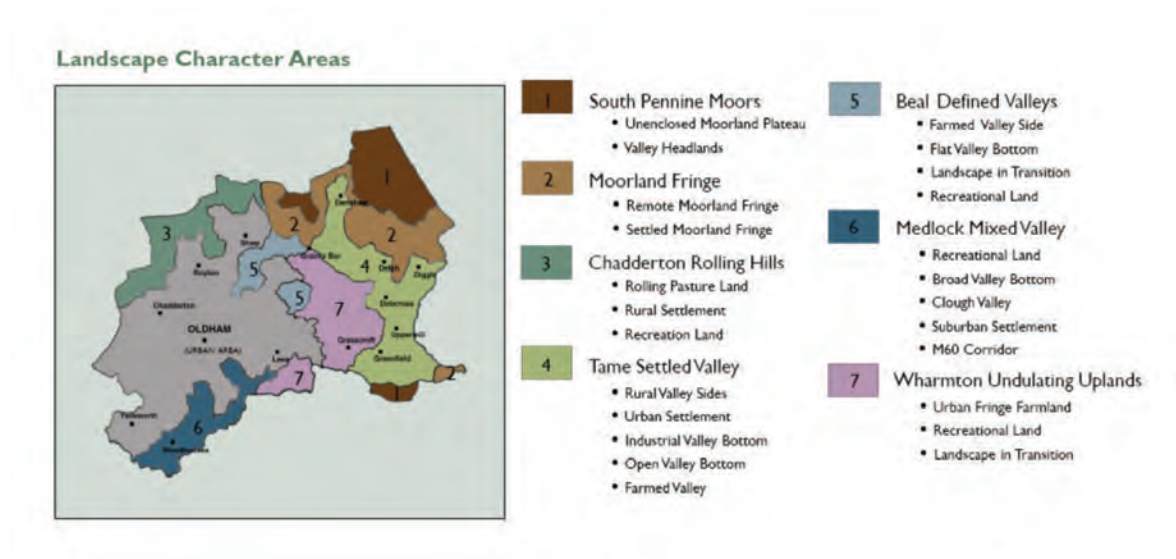 Landscape Character Areas
1
2
2
3
4
5
5
7
7
6
1
2
Denshaw
Shaw
Grains Bar
Royton
Delph
Diggle
Chadderton
Dobcross
OLDHAM
(URBAN AREA)
Uppermill
Grasscroft
Lees
Greenfield
Failsworth
Woodhouses
1 South Pennine Moors
• Unenclosed Moorland Plateau
• Valley Headlands
2 Moorland Fringe
• Remote Moorland Fringe
• Settled Moorland Fringe
3 Chadderton Rolling Hills
• Rolling Pasture Land
• Rural Settlement
• Recreation Land
4 Tame Settled Valley
• Rural Valley Sides
• Urban Settlement
• Industrial Valley Bottom
• Open Valley Bottom
• Farmed Valley
5 Beal Defined Valleys
• Farmed Valley Side
• Flat Valley Bottom
• Landscape in Transition
• Recreational Land
6 Medlock Mixed Valley
• Recreational Land
• Broad Valley Bottom
• Clough Valley
• Suburban Settlement
• M60 Corridor
7 Wharmton Undulating Uplands
• Urban Fringe Farmland
• Recreational Land
• Landscape in Transition